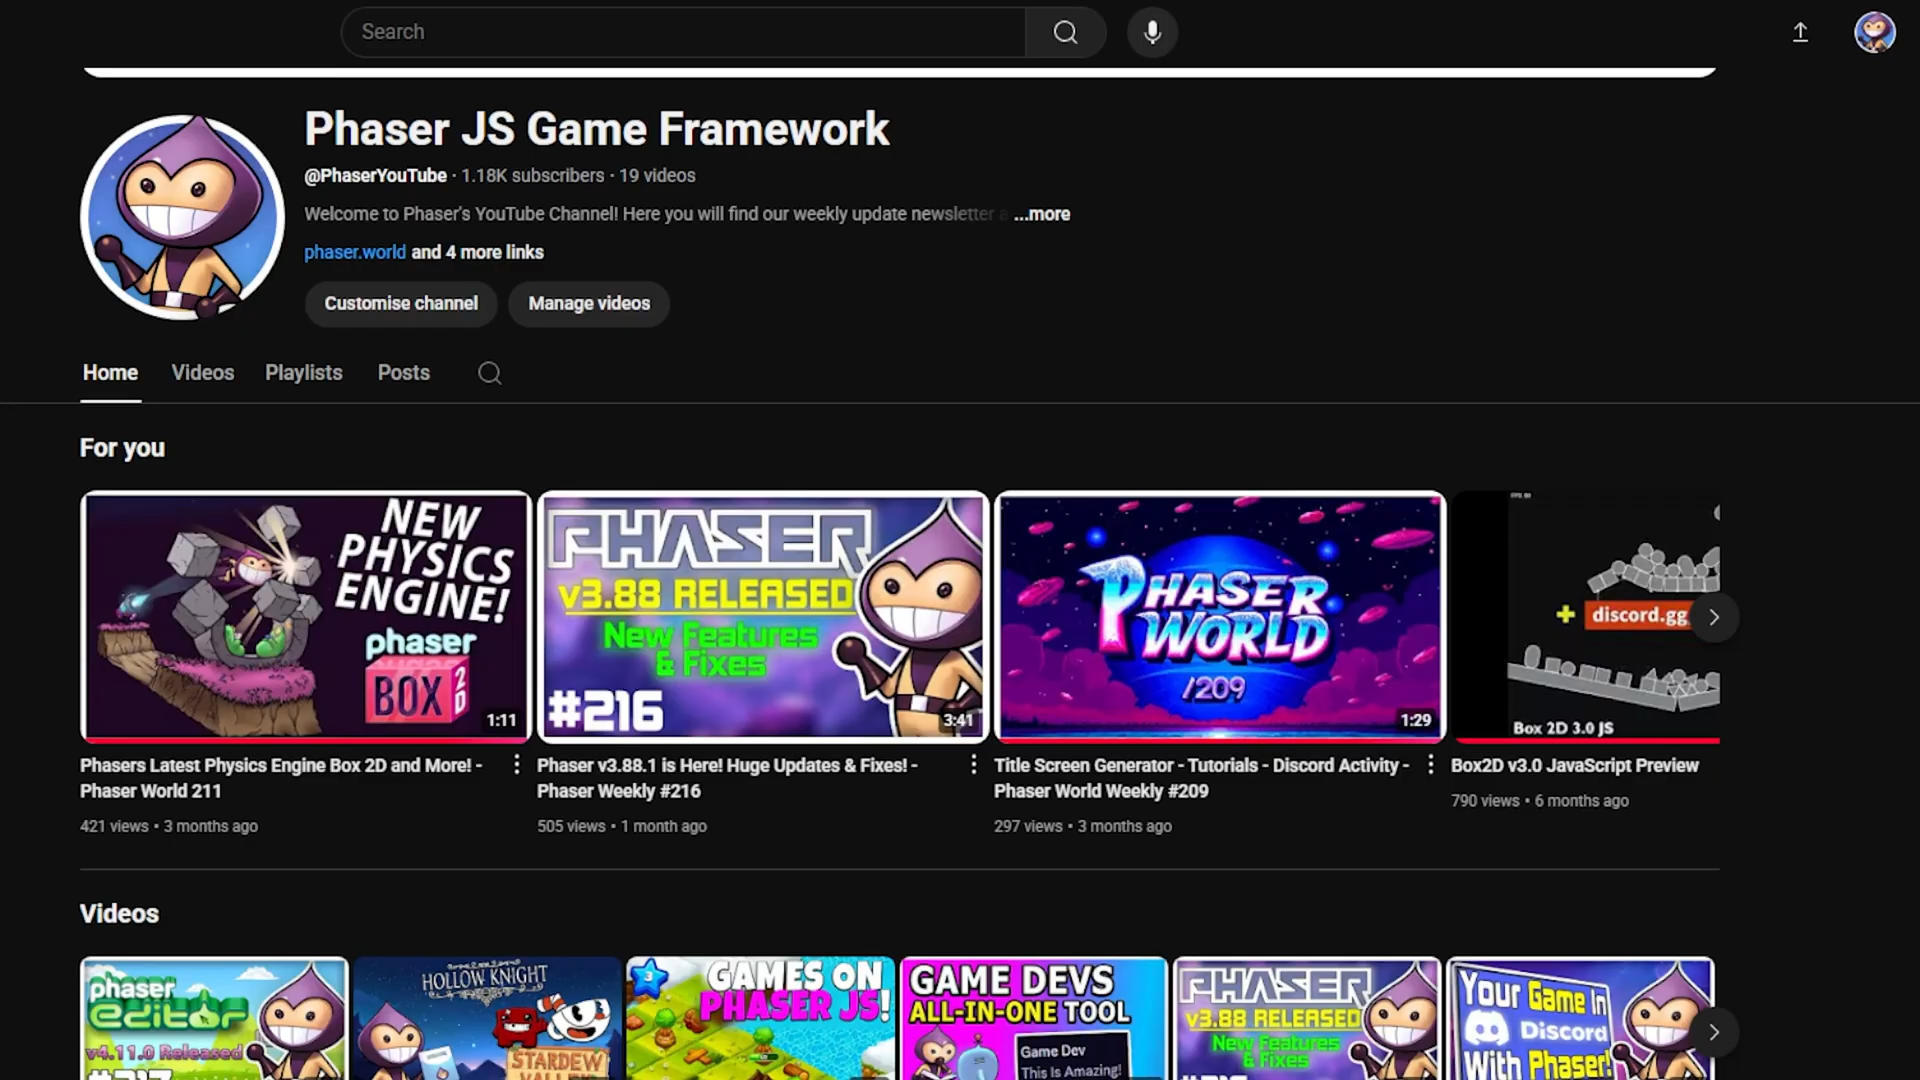 Search
Phaser JS Game Framework
@PhaserYouTube · 1.18K subscribers · 19 videos
Welcome to Phaser's YouTube Channel! Here you will find our weekly update newsletter a ...more
phaser.world and 4 more links
Customise channel
Manage videos
Home
Videos
Playlists
Posts
For you
NEW
PHYSICS
ENGINE!
phaser
BOX 2D
1:11
PHASER
v3.88 RELEASED
New Features
& Fixes
#216
3:41
PHASER
WORLD
/209
1:29
+ discord.gg
Box 2D 3.0 JS
Phasers Latest Physics Engine Box 2D and More! -
Phaser World 211
421 views • 3 months ago
Phaser v3.88.1 is Here! Huge Updates & Fixes! -
Phaser Weekly #216
505 views • 1 month ago
Title Screen Generator - Tutorials - Discord Activity -
Phaser World Weekly #209
297 views • 3 months ago
Box2D v3.0 JavaScript Preview
790 views • 6 months ago
Videos
phaser
editor
v4.11.0 Released
#217
HOLLOW KNIGHT
STARDEW
VALLEY
3
GAMES ON
PHASER JS!
GAME DEVS
ALL-IN-ONE TOOL
Game Dev
This Is Amazing!
PHASER
v3.88 RELEASED
New Features
& Fixes
#216
Your Game In
Discord
With Phaser!